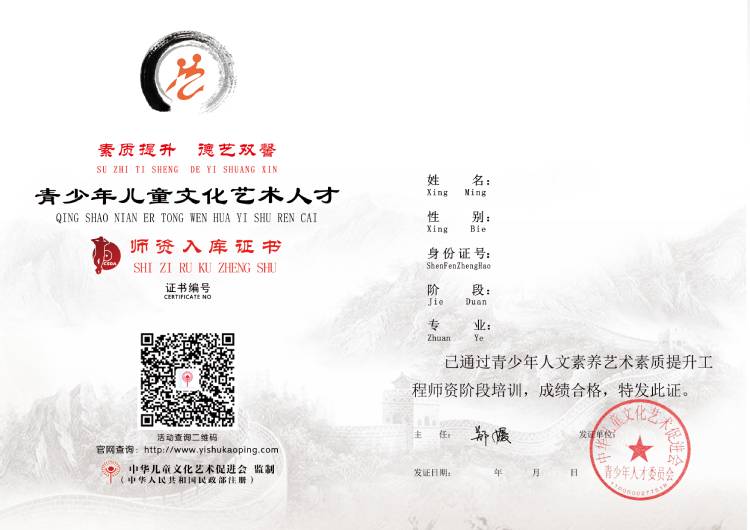 素质提升 德艺双馨
SU ZHI TI SHENG DE YI SHUANG XIN
青少年儿童文化艺术人才
QING SHAO NIAN ER TONG WEN HUA YI SHU REN CAI
师资入库证书
SHI ZI RU KU ZHENG SHU
证书编号
CERTIFICATE NO
活动查询二维码
官网查询：http://www.yishukaoping.com
中华儿童文化艺术促进会 监制
（中华人民共和国民政部注册）
姓 名：
Xing Ming
性 别：
Xing Bie
身份证号：
ShenFenZhengHao
阶 段：
Jie Duan
专 业：
Zhuan Ye
已通过青少年人文素养艺术素质提升工
程师资阶段培训，成绩合格，特发此证。
主 任：
发证单位：
中华儿童文化艺术促进会
青少年人才委员会
发证日期： 年 月 日